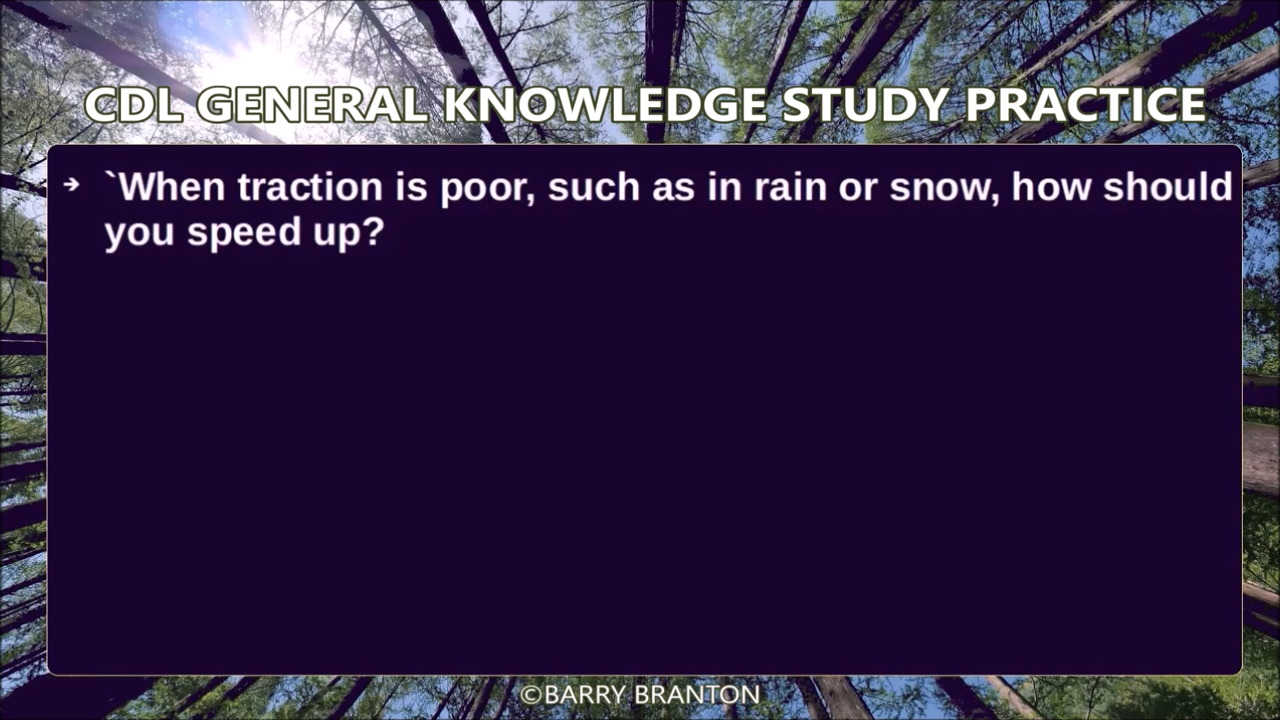 CDL GENERAL KNOWLEDGE STUDY PRACTICE
➔ `When traction is poor, such as in rain or snow, how should
you speed up?
©BARRY BRANTON